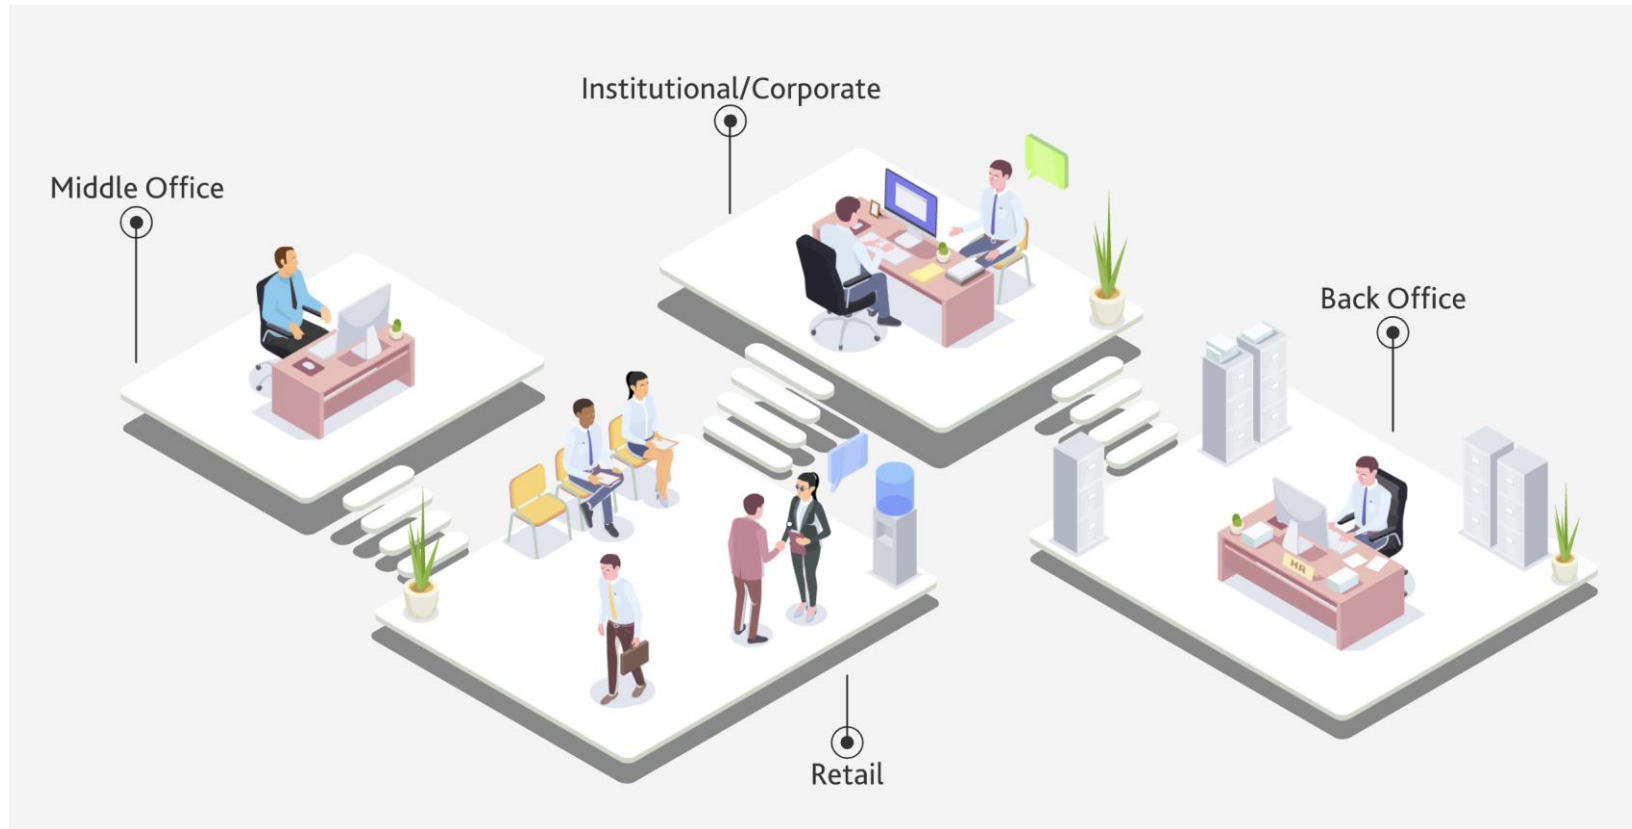 Institutional/Corporate
Middle Office
Back Office
HR
Retail